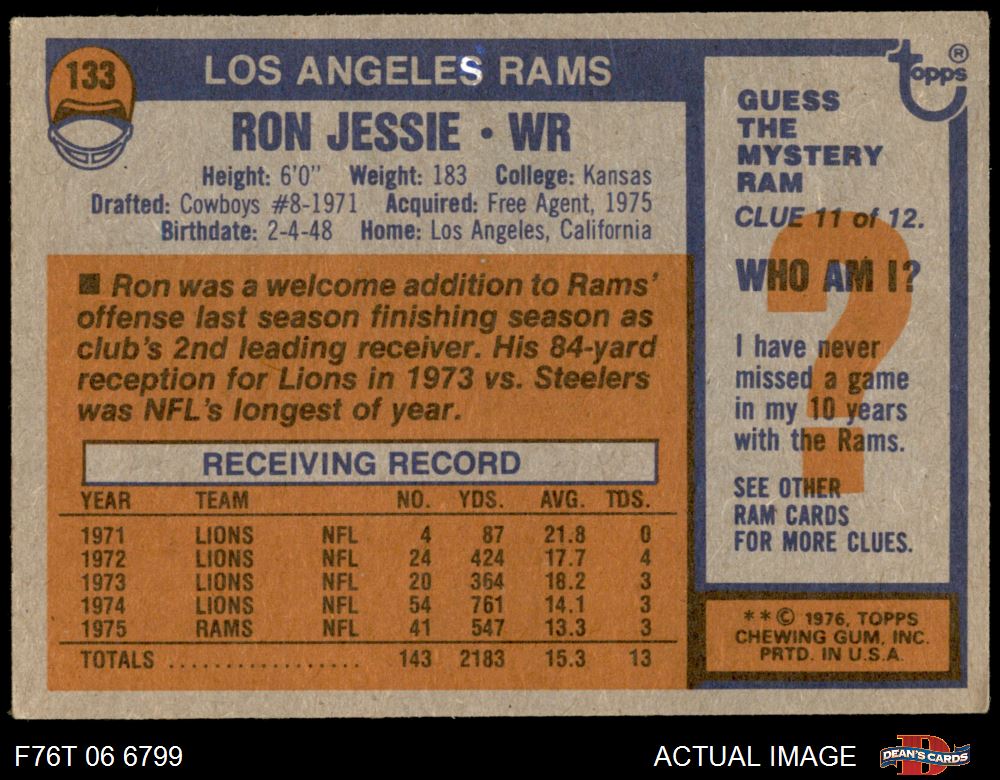 133
LOS ANGELES RAMS
RON JESSIE • WR
Height: 6'0" Weight: 183 College: Kansas
Drafted: Cowboys #8-1971 Acquired: Free Agent, 1975
Birthdate: 2-4-48 Home: Los Angeles, California
■ Ron was a welcome addition to Rams'
offense last season finishing season as
club's 2nd leading receiver. His 84-yard
reception for Lions in 1973 vs. Steelers
was NFL's longest of year.
RECEIVING RECORD
YEAR TEAM NO. YDS. AVG. TDS.
1971 LIONS NFL 4 87 21.8 0
1972 LIONS NFL 24 424 17.7 4
1973 LIONS NFL 20 364 18.2 3
1974 LIONS NFL 54 761 14.1 3
1975 RAMS NFL 41 547 13.3 3
TOTALS .................. 143 2183 15.3 13
topps ®
GUESS
THE
MYSTERY
RAM
CLUE 11 of 12.
?
WHO AM I?
I have never
missed a game
in my 10 years
with the Rams.
SEE OTHER
RAM CARDS
FOR MORE CLUES.
**© 1976, TOPPS
CHEWING GUM, INC.
PRTD. IN U.S.A.
F76T 06 6799
ACTUAL IMAGE
DEAN'S CARDS